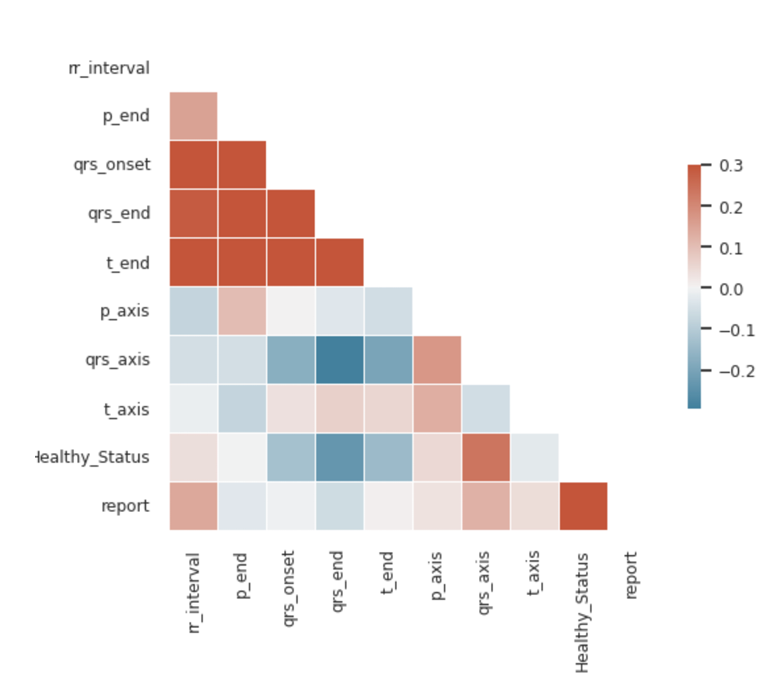 rr_interval
p_end
qrs_onset
qrs_end
t_end
p_axis
qrs_axis
t_axis
Healthy_Status
report
0.3
0.2
0.1
0.0
−0.1
−0.2
rr_interval
p_end
qrs_onset
qrs_end
t_end
p_axis
qrs_axis
t_axis
Healthy_Status
report